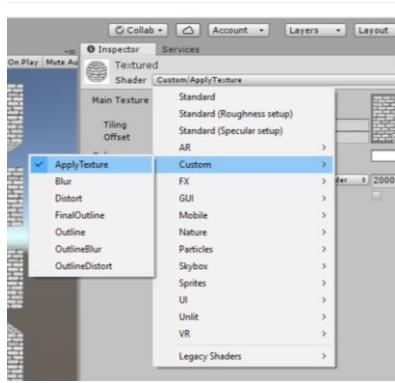 Collab
Account
Layers
Layout
Inspector
Services
On Play
Mute Au
Textured
Shader
Custom/ApplyTexture
Main Texture
Tiling
Offset
Standard
Standard (Roughness setup)
Standard (Specular setup)
AR
Custom
FX
GUI
Mobile
Nature
Particles
Skybox
Sprites
UI
Unlit
VR
Legacy Shaders
ApplyTexture
Blur
Distort
FinalOutline
Outline
OutlineBlur
OutlineDistort
der
2000